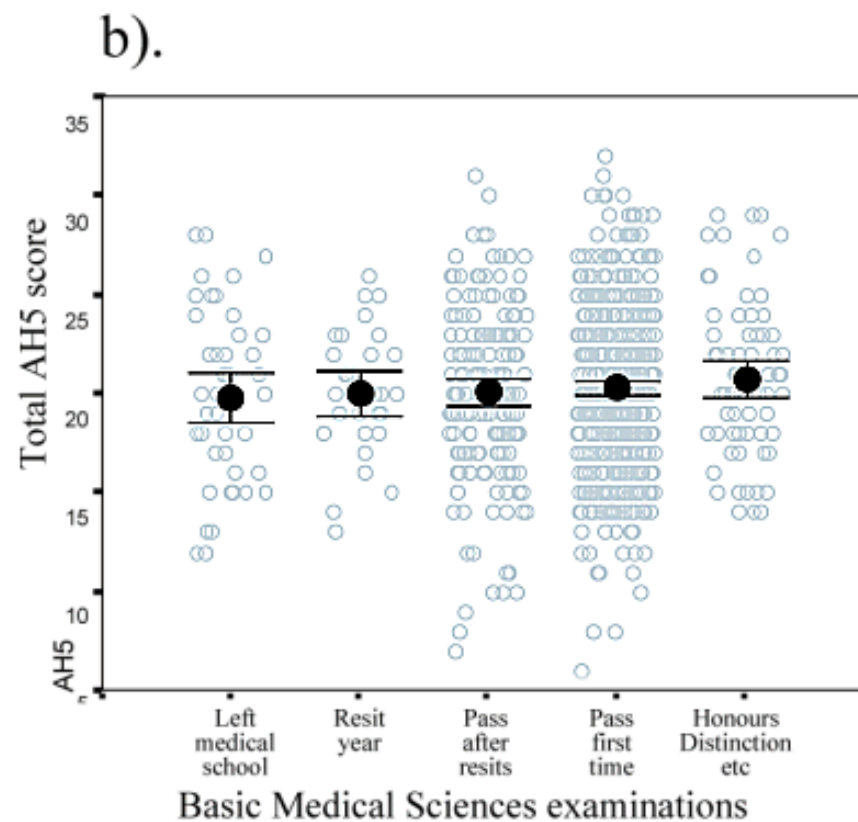 b).
35
30
25
20
15
10
Total AH5 score
AH5
Left
medical
school
Resit
year
Pass
after
resits
Pass
first
time
Honours
Distinction
etc
Basic Medical Sciences examinations